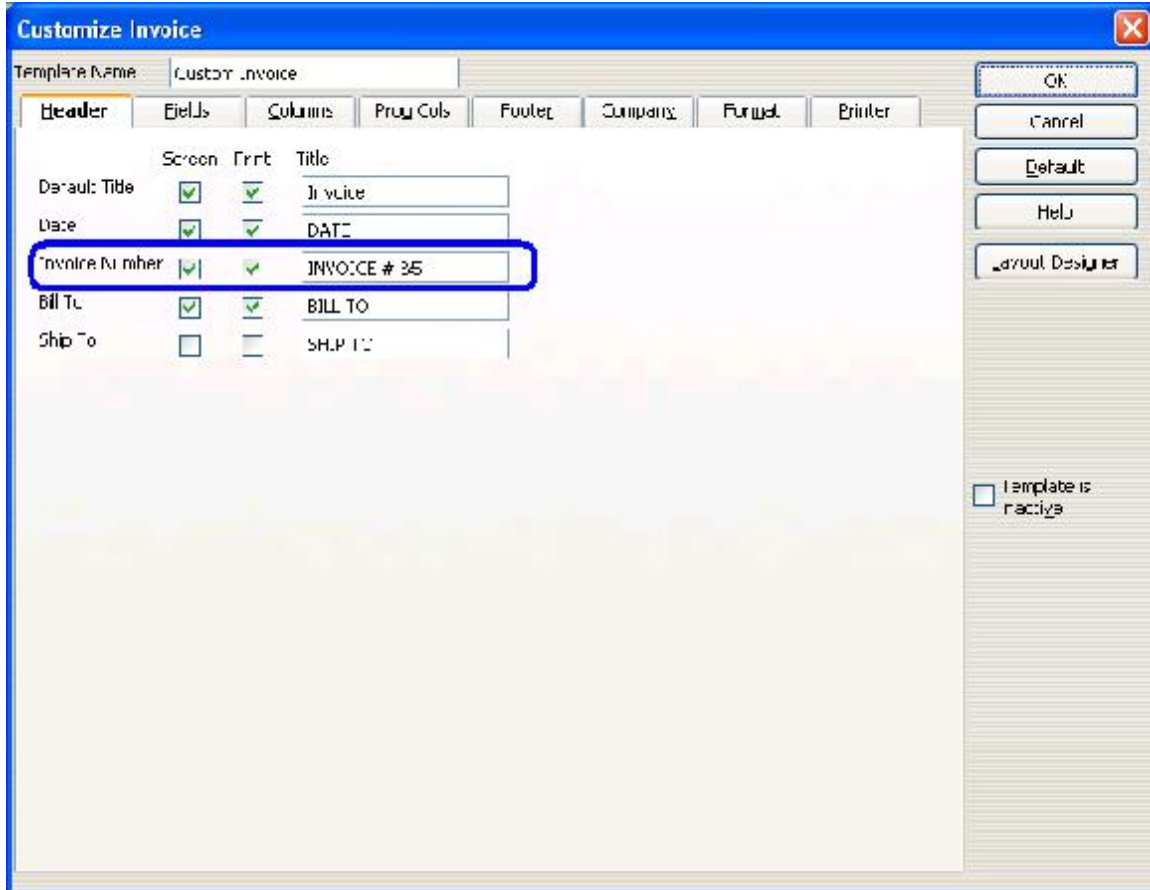 Customize Invoice
Template Name Custom Invoice
Header Fields Columns Prog Cols Footer Company Format Printer
OK
Cancel
Default
Help
Layout Designer
Screen Print Title
Default Title Invoice
Date DATE
Invoice Number INVOICE #
Bill To BILL TO
Ship To SHIP TO
Template is
inactive